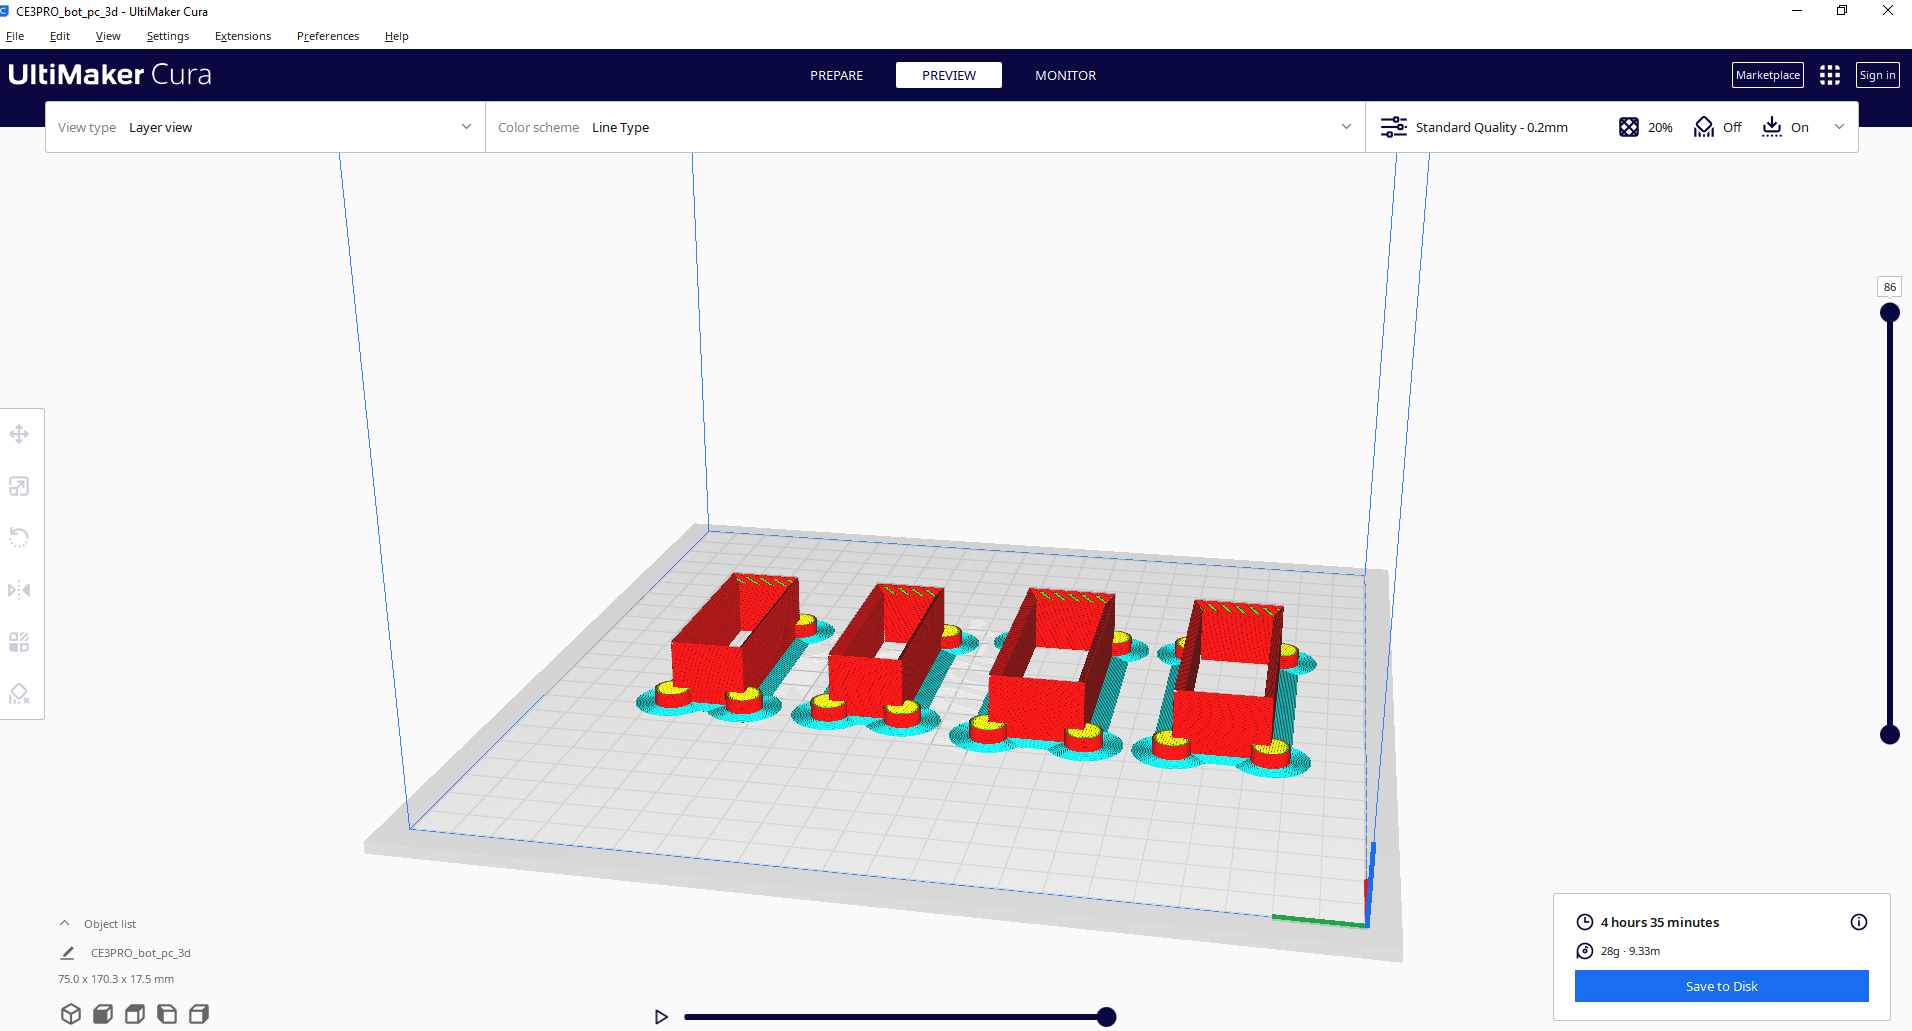 CE3PRO_bot_pc_3d - UltiMaker Cura
File Edit View Settings Extensions Preferences Help
UltiMaker Cura
PREPARE PREVIEW MONITOR
Marketplace Sign in
View type Layer view
Color scheme Line Type
Standard Quality - 0.2mm 20% Off On
86
Object list
CE3PRO_bot_pc_3d
75.0 x 170.3 x 17.5 mm
4 hours 35 minutes
28g · 9.33m
Save to Disk